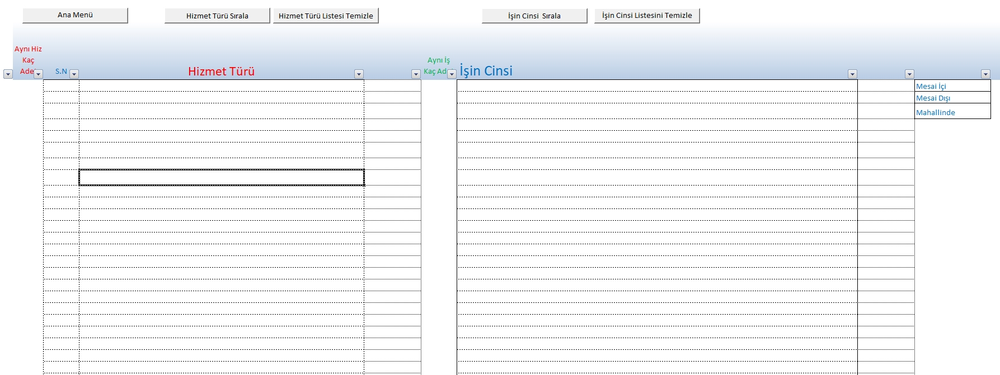 Ana Menü
Hizmet Türü Sırala
Hizmet Türü Listesi Temizle
İşin Cinsi  Sırala
İşin Cinsi Listesini Temizle
Aynı Hiz
Kaç
Ade
S.N
Hizmet Türü
Aynı İş
Kaç Ad
İşin Cinsi
Mesai İçi
Mesai Dışı
Mahallinde